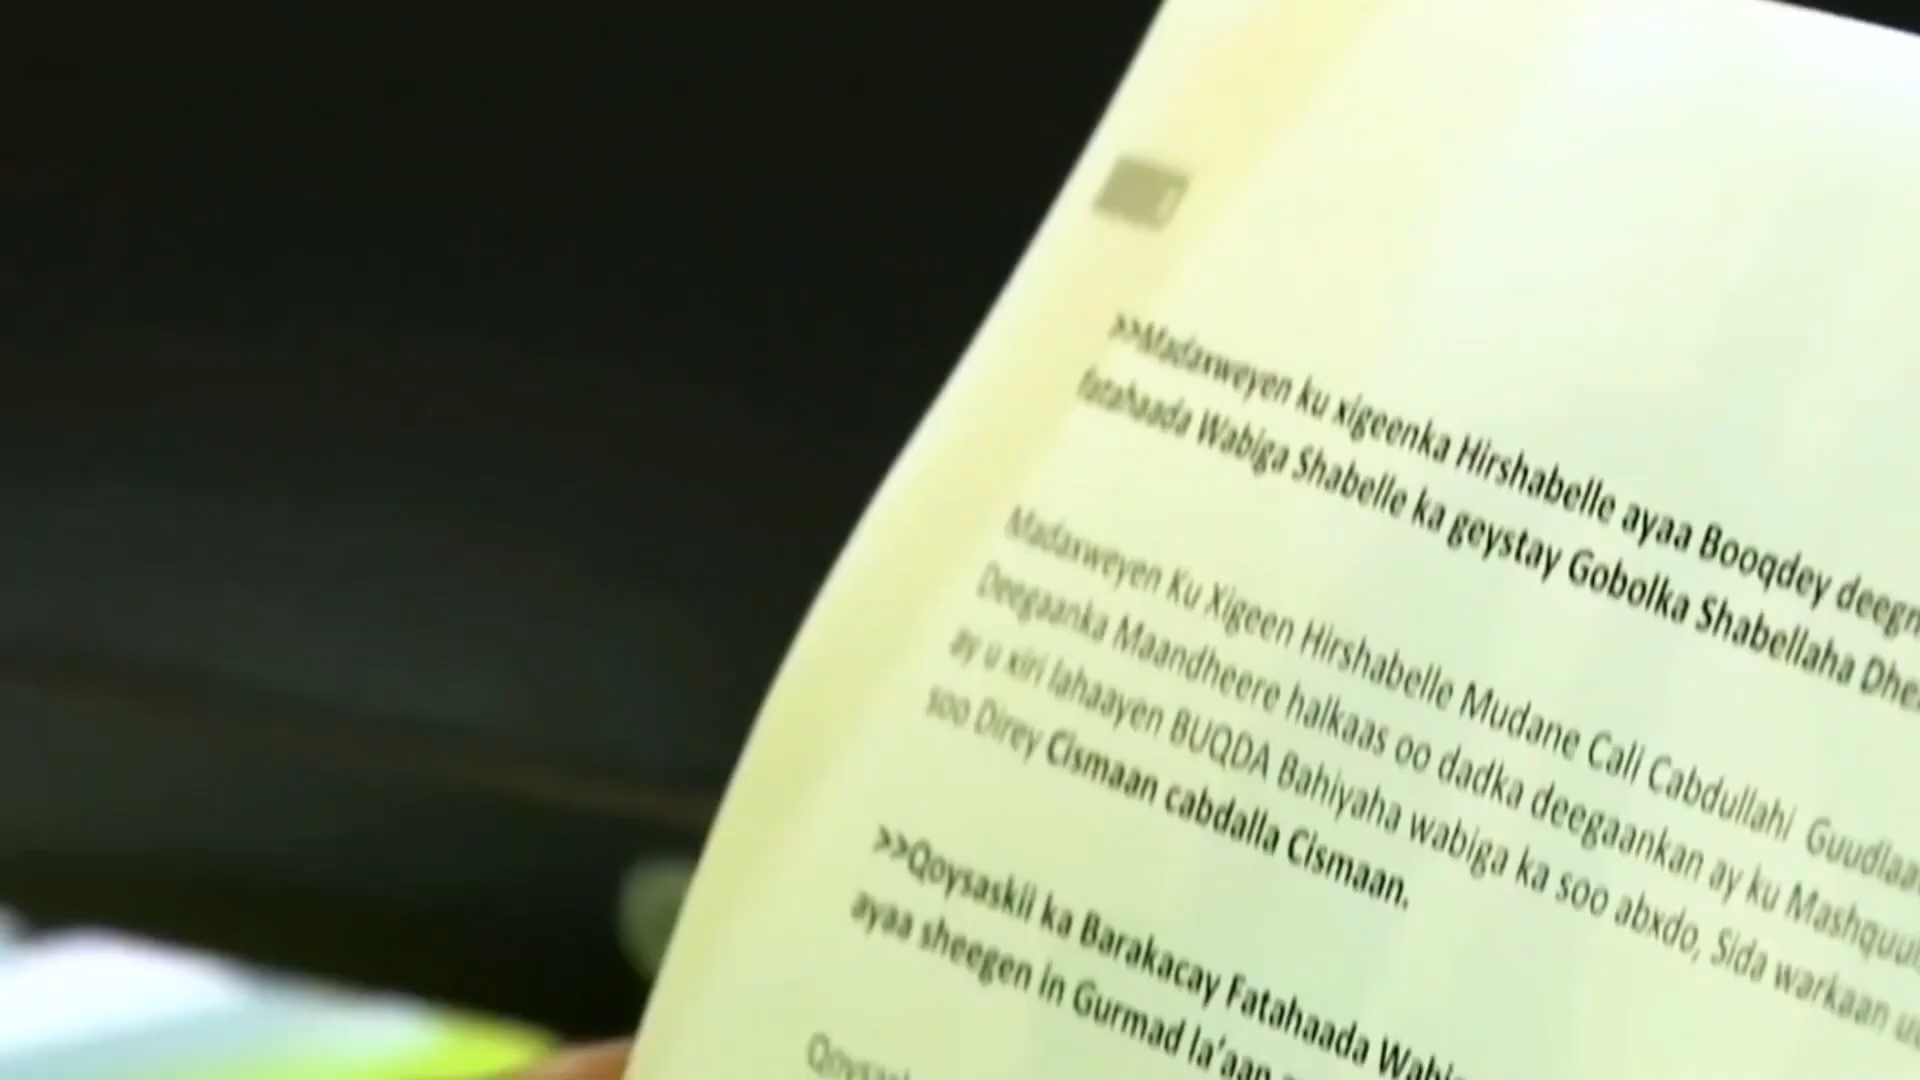 >>Madaxweyen ku xigeenka Hirshabelle ayaa Booqdey
fatahaada Wabiga Shabelle ka geystay Gobolka Shabellaha
Madaxweyen Ku Xigeen Hirshabelle Mudane Cali Cabdullahi
Deegaanka Maandheere halkaas oo dadka deegaankan ay ku
ay u xiri lahaayen BUQDA Bahiyaha wabiga ka soo abxdo, Sida warkaan
soo Direy Cismaan cabdalla Cismaan.
>>Qoysaskii ka Barakacay Fatahaada
ayaa sheegen in Gurmad la’aan